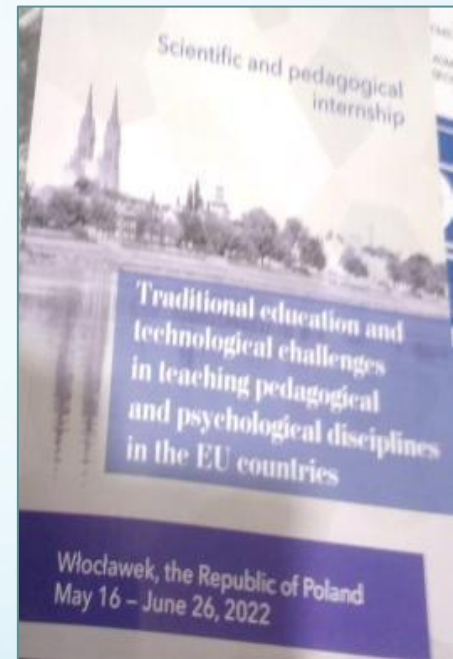 Scientific and pedagogical
internship
Traditional education and
technological challenges
in teaching pedagogical
and psychological disciplines
in the EU countries
Włocławek, the Republic of Poland
May 16 – June 26, 2022